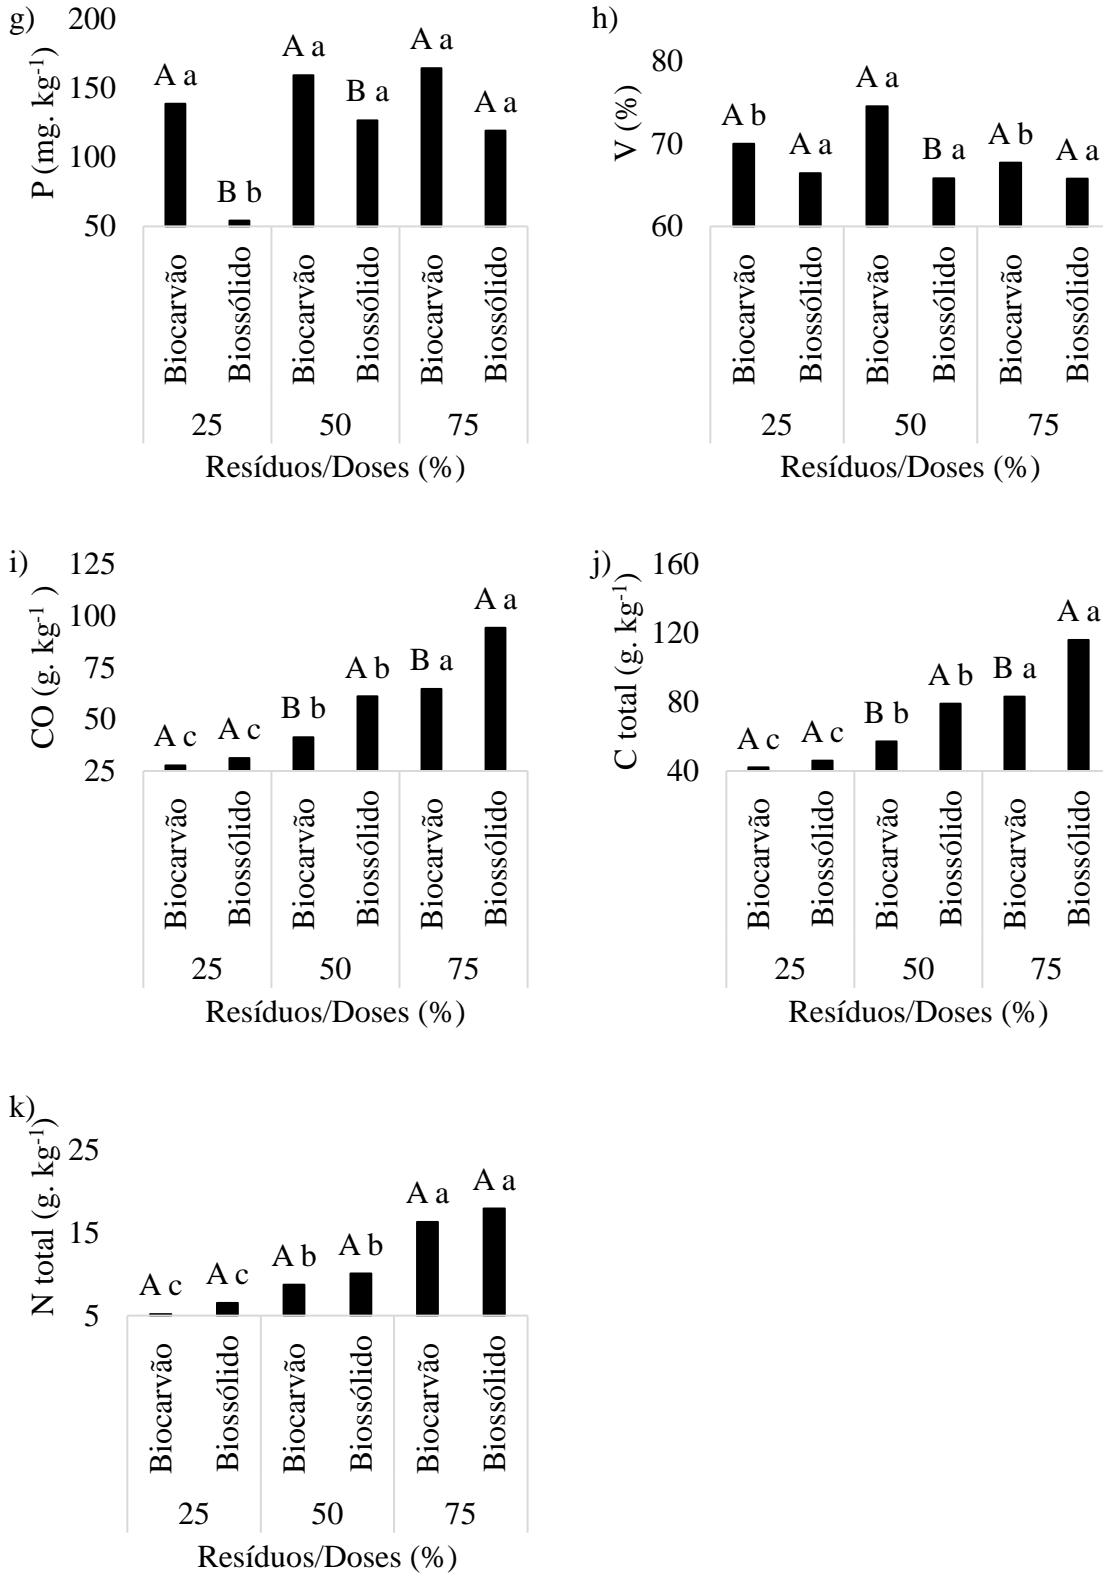 g)
P (mg. kg⁻¹)
200
150
100
50
A a
B b
A a
B a
A a
A a
Biocarvão
Biossólido
Biocarvão
Biossólido
Biocarvão
Biossólido
25
50
75
Resíduos/Doses (%)
h)
V (%)
80
70
60
A b
A a
A a
B a
A b
A a
Biocarvão
Biossólido
Biocarvão
Biossólido
Biocarvão
Biossólido
25
50
75
Resíduos/Doses (%)
i)
CO (g. kg⁻¹ )
125
100
75
50
25
A c
A c
B b
A b
B a
A a
Biocarvão
Biossólido
Biocarvão
Biossólido
Biocarvão
Biossólido
25
50
75
Resíduos/Doses (%)
j)
C total (g. kg⁻¹ )
160
120
80
40
A c
A c
B b
A b
B a
A a
Biocarvão
Biossólido
Biocarvão
Biossólido
Biocarvão
Biossólido
25
50
75
Resíduos/Doses (%)
k)
N total (g. kg⁻¹)
25
15
5
A c
A c
A b
A b
A a
A a
Biocarvão
Biossólido
Biocarvão
Biossólido
Biocarvão
Biossólido
25
50
75
Resíduos/Doses (%)